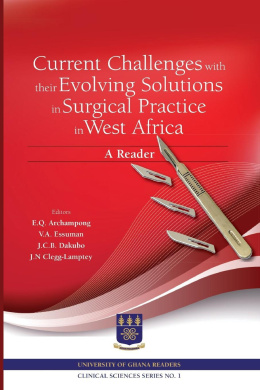 Current Challenges with
their Evolving Solutions
in Surgical Practice
in West Africa
A Reader
Editors
E.Q. Archampong
V.A. Essuman
J.C.B. Dakubo
J.N Clegg-Lamptey
UNIVERSITY OF GHANA READERS
CLINICAL SCIENCES SERIES NO. 1